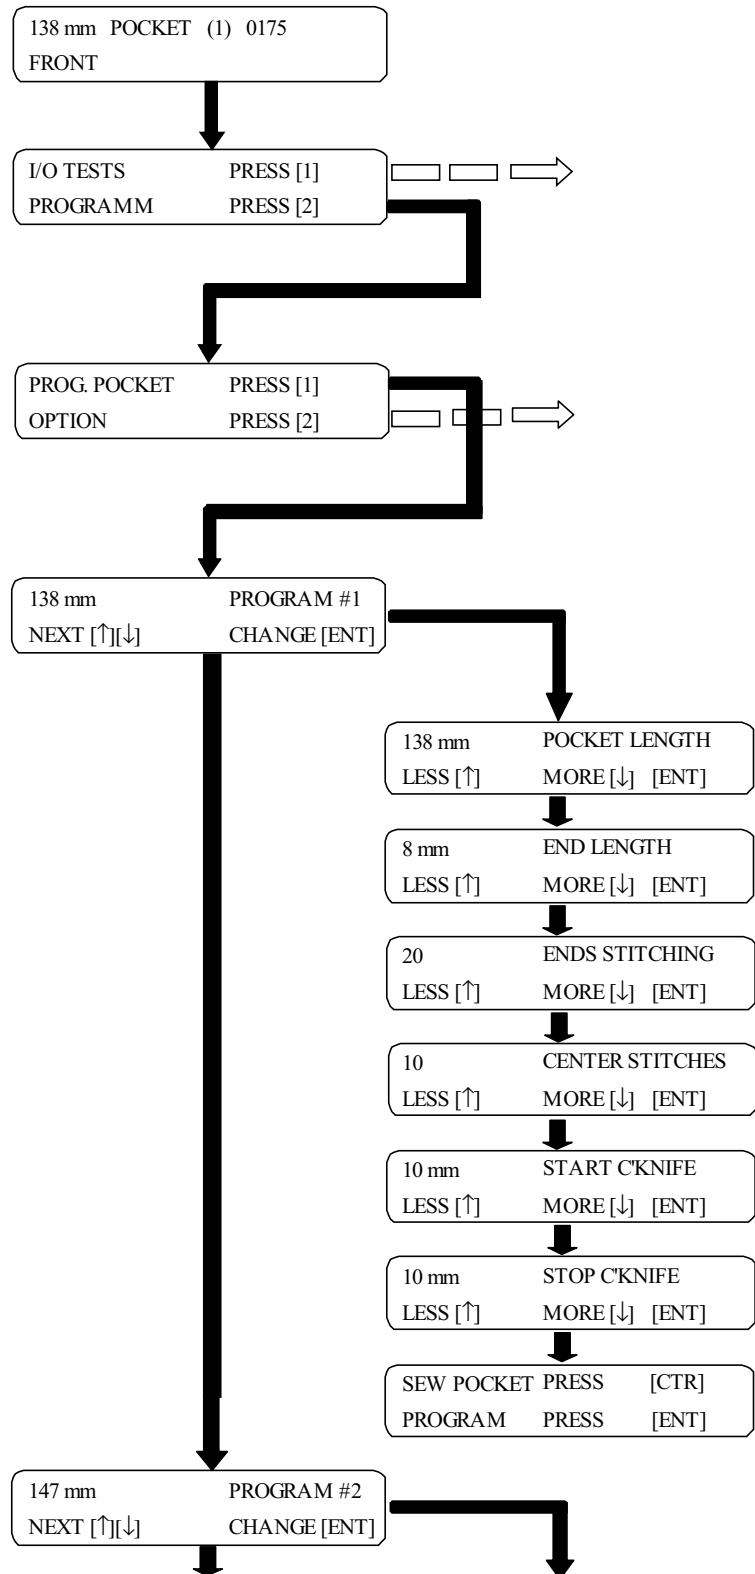 138 mm POCKET (1) 0175
FRONT
I/O TESTS PRESS [1]
PROGRAMM PRESS [2]
PROG. POCKET PRESS [1]
OPTION PRESS [2]
138 mm PROGRAM #1
NEXT [↑][↓] CHANGE [ENT]
138 mm POCKET LENGTH
LESS [↑] MORE [↓] [ENT]
8 mm END LENGTH
LESS [↑] MORE [↓] [ENT]
20 ENDS STITCHING
LESS [↑] MORE [↓] [ENT]
10 CENTER STITCHES
LESS [↑] MORE [↓] [ENT]
10 mm START C'KNIFE
LESS [↑] MORE [↓] [ENT]
10 mm STOP C'KNIFE
LESS [↑] MORE [↓] [ENT]
SEW POCKET PRESS [CTR]
PROGRAM PRESS [ENT]
147 mm PROGRAM #2
NEXT [↑][↓] CHANGE [ENT]